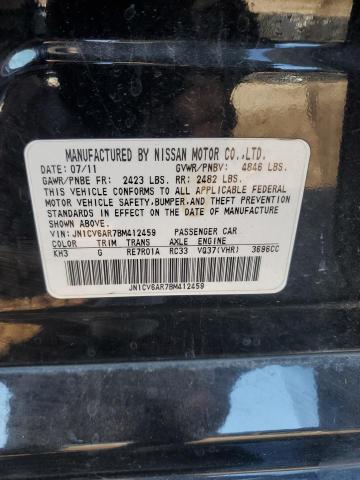 MANUFACTURED BY NISSAN MOTOR CO.,LTD.
DATE: 07/11 GVWR/PNBV: 4846 LBS.
GAWR/PNBE FR: 2423 LBS. RR: 2482 LBS.
THIS VEHICLE CONFORMS TO ALL APPLICABLE FEDERAL
MOTOR VEHICLE SAFETY,BUMPER,AND THEFT PREVENTION
STANDARDS IN EFFECT ON THE DATE OF MANUFACTURE
SHOWN ABOVE.
VIN:JN1CV6AR7BM412459 PASSENGER CAR
COLOR TRIM TRANS AXLE ENGINE
KH3 G RE7R01A RC33 VQ37(VHR) 3696CC
JN1CV6AR7BM412459